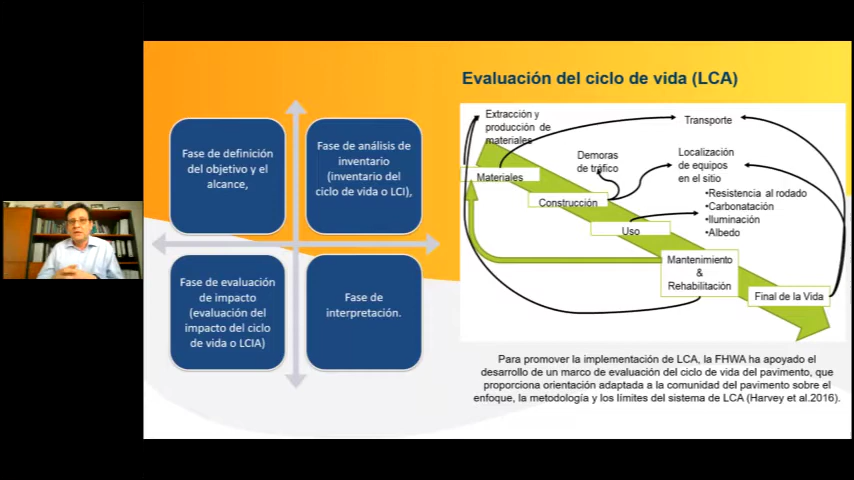 Evaluación del ciclo de vida (LCA)
Fase de definición
del objetivo y el
alcance,
Fase de análisis de
inventario
(inventario del
ciclo de vida o LCI),
Fase de evaluación
de impacto
(evaluación del
impacto del ciclo
de vida o LCIA)
Fase de
interpretación.
Extracción y
producción de
materiales
Transporte
Demoras
de tráfico
Localización
de equipos
en el sitio
Materiales
Construcción
•Resistencia al rodado
•Carbonatación
•Iluminación
•Albedo
Uso
Mantenimiento
&
Rehabilitación
Final de la Vida
Para promover la implementación de LCA, la FHWA ha apoyado el
desarrollo de un marco de evaluación del ciclo de vida del pavimento, que
proporciona orientación adaptada a la comunidad del pavimento sobre el
enfoque, la metodología y los límites del sistema de LCA (Harvey et al.2016).